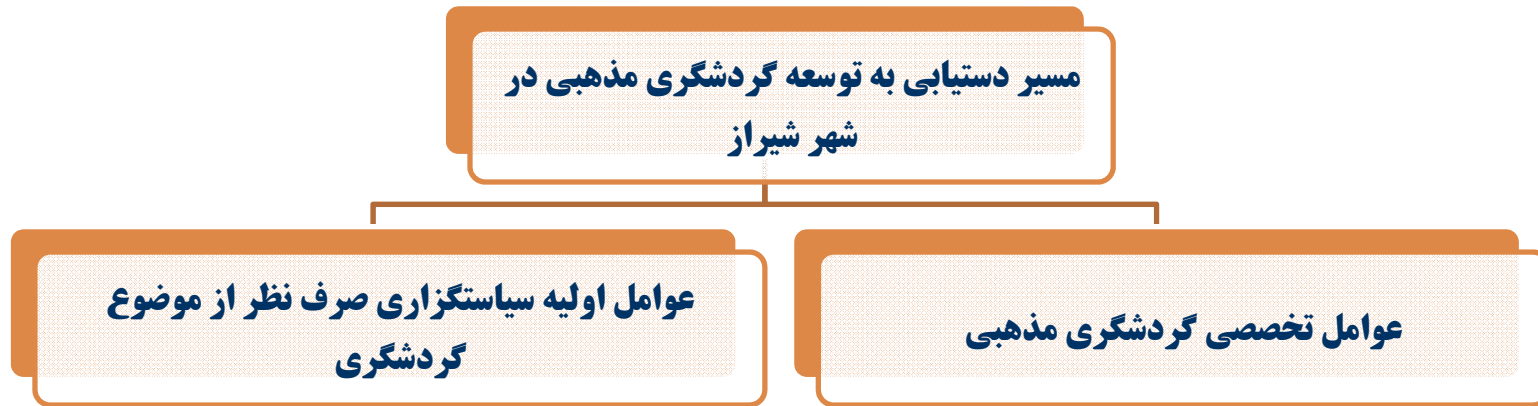 مسیر دستیابی به توسعه گردشگری مذهبی در
شهر شیراز
عوامل تخصصی گردشگری مذهبی
عوامل اولیه سیاستگزاری صرف نظر از موضوع
گردشگری